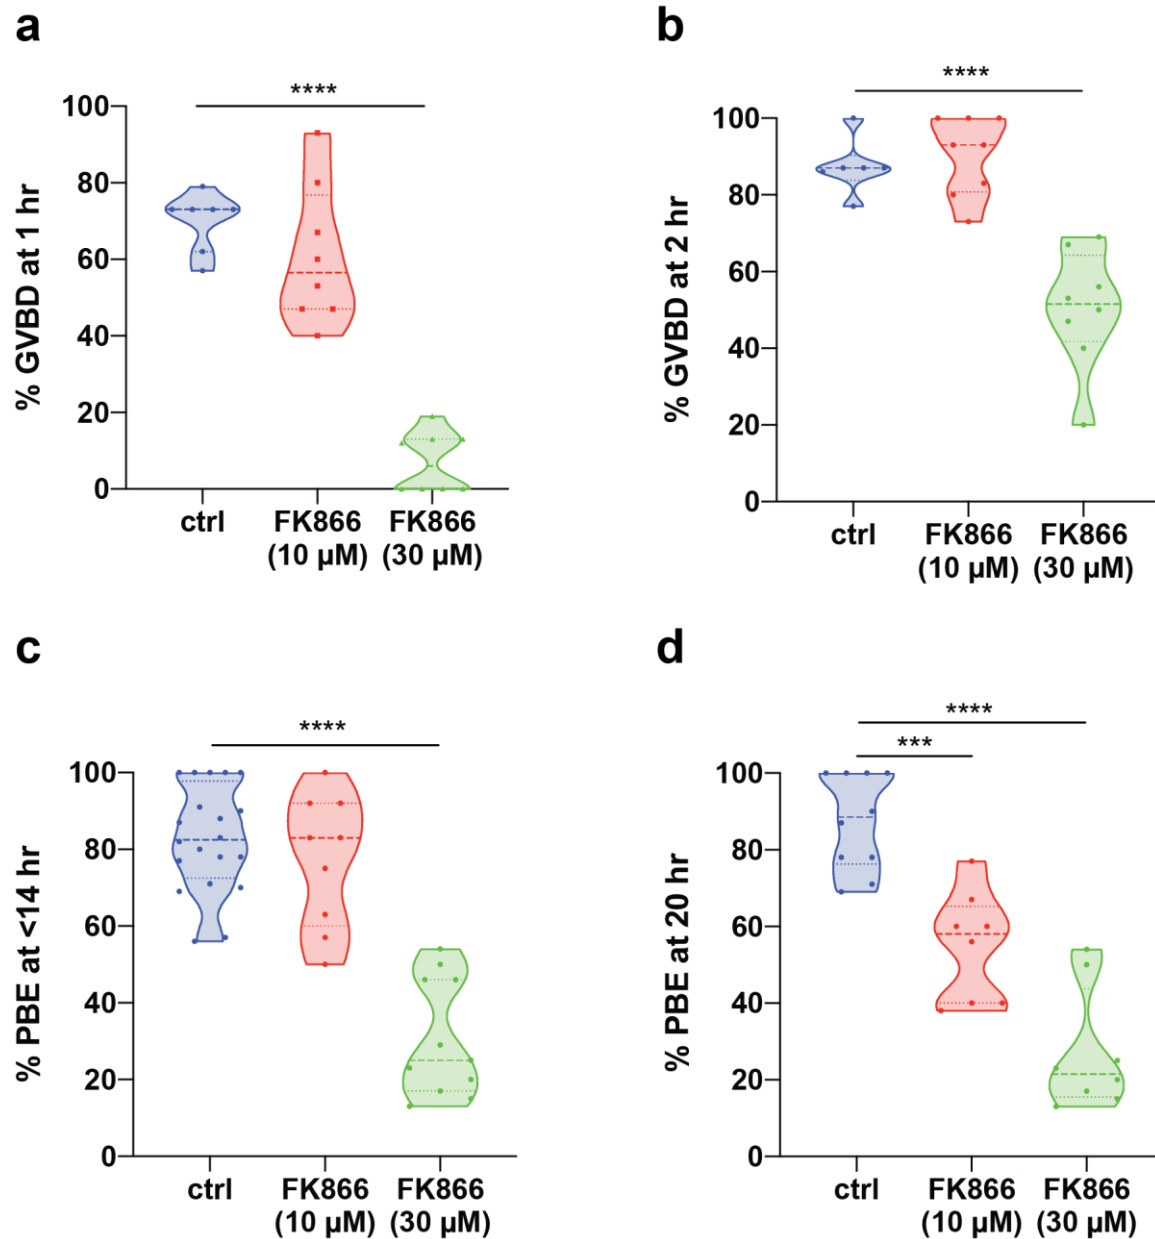 a
****
% GVBD at 1 hr
100
80
60
40
20
0
ctrl
FK866
(10 µM)
FK866
(30 µM)
b
****
% GVBD at 2 hr
100
80
60
40
20
0
ctrl
FK866
(10 µM)
FK866
(30 µM)
c
****
% PBE at <14 hr
100
80
60
40
20
0
ctrl
FK866
(10 µM)
FK866
(30 µM)
d
****
***
% PBE at 20 hr
100
80
60
40
20
0
ctrl
FK866
(10 µM)
FK866
(30 µM)